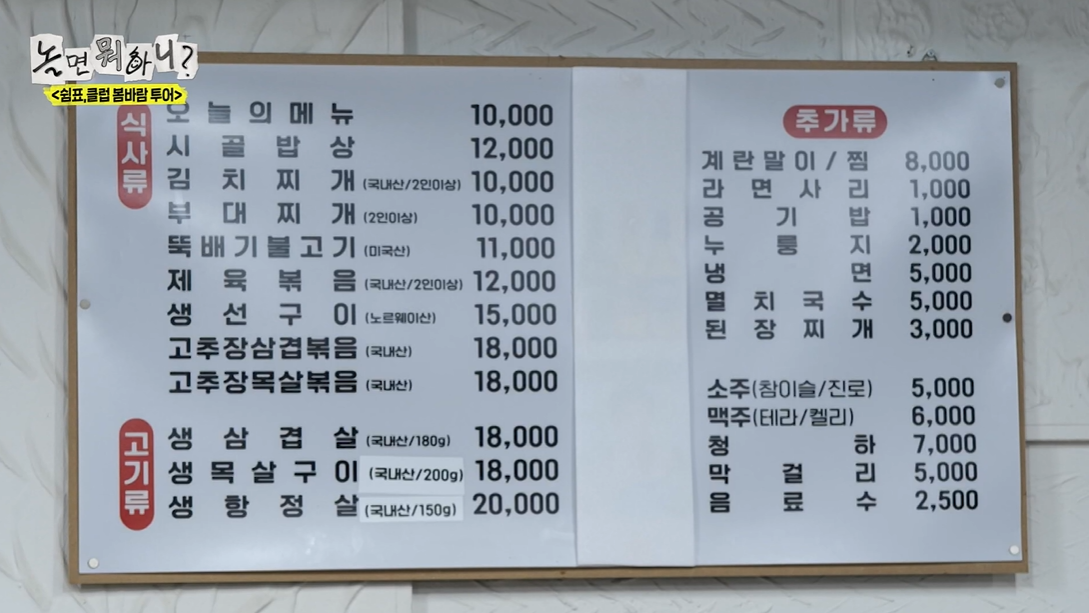 놀면 뭐하니?
<쉼표,클럽 봄바람 투어>
식사류
오늘의메뉴 10,000
시골밥상 12,000
김치찌개 (국내산/2인이상) 10,000
부대찌개 (2인이상) 10,000
뚝배기불고기 (미국산) 11,000
제육볶음 (국내산/2인이상) 12,000
생선구이 (노르웨이산) 15,000
고추장삼겹볶음 (국내산) 18,000
고추장목살볶음 (국내산) 18,000
고기류
생삼겹살 (국내산/180g) 18,000
생목살구이 (국내산/200g) 18,000
생항정살 (국내산/150g) 20,000
추가류
계란말이/찜 8,000
라면사리 1,000
공기밥 1,000
누룽지 2,000
냉면 5,000
멸치국수 5,000
된장찌개 3,000
소주(참이슬/진로) 5,000
맥주(테라/켈리) 6,000
청하 7,000
막걸리 5,000
음료수 2,500